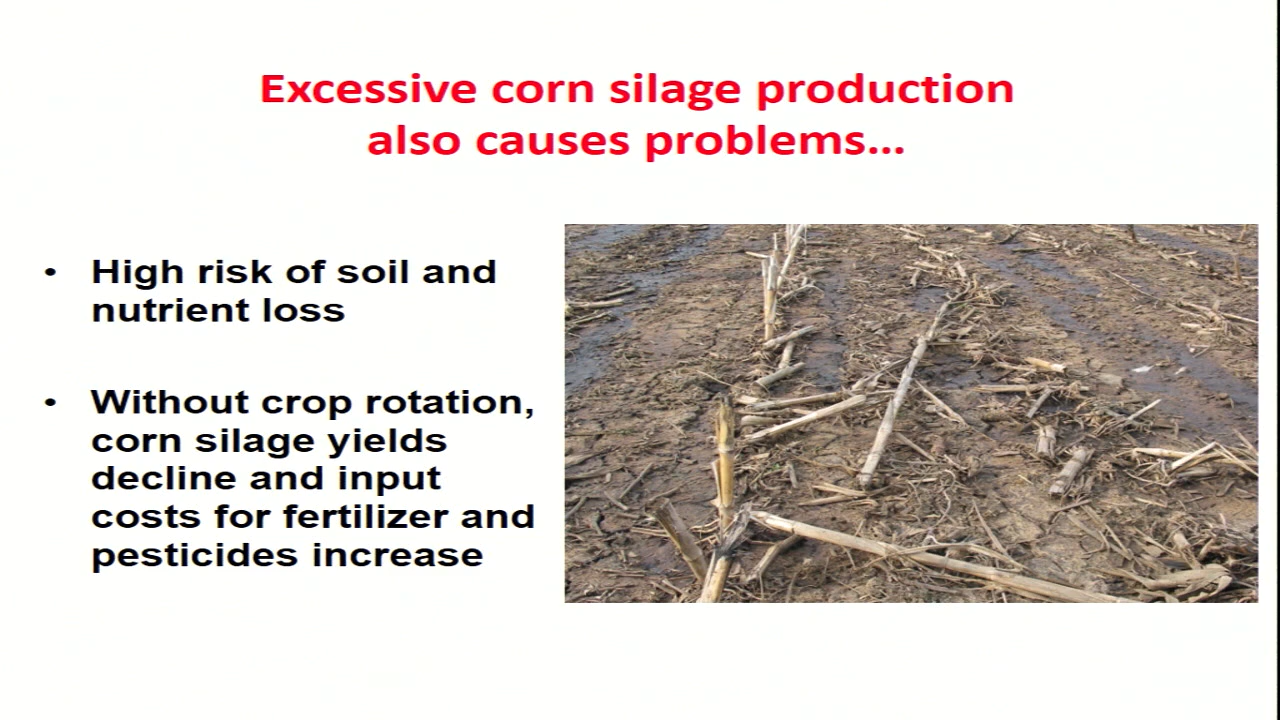 Excessive corn silage production
also causes problems...
• High risk of soil and
nutrient loss
• Without crop rotation,
corn silage yields
decline and input
costs for fertilizer and
pesticides increase